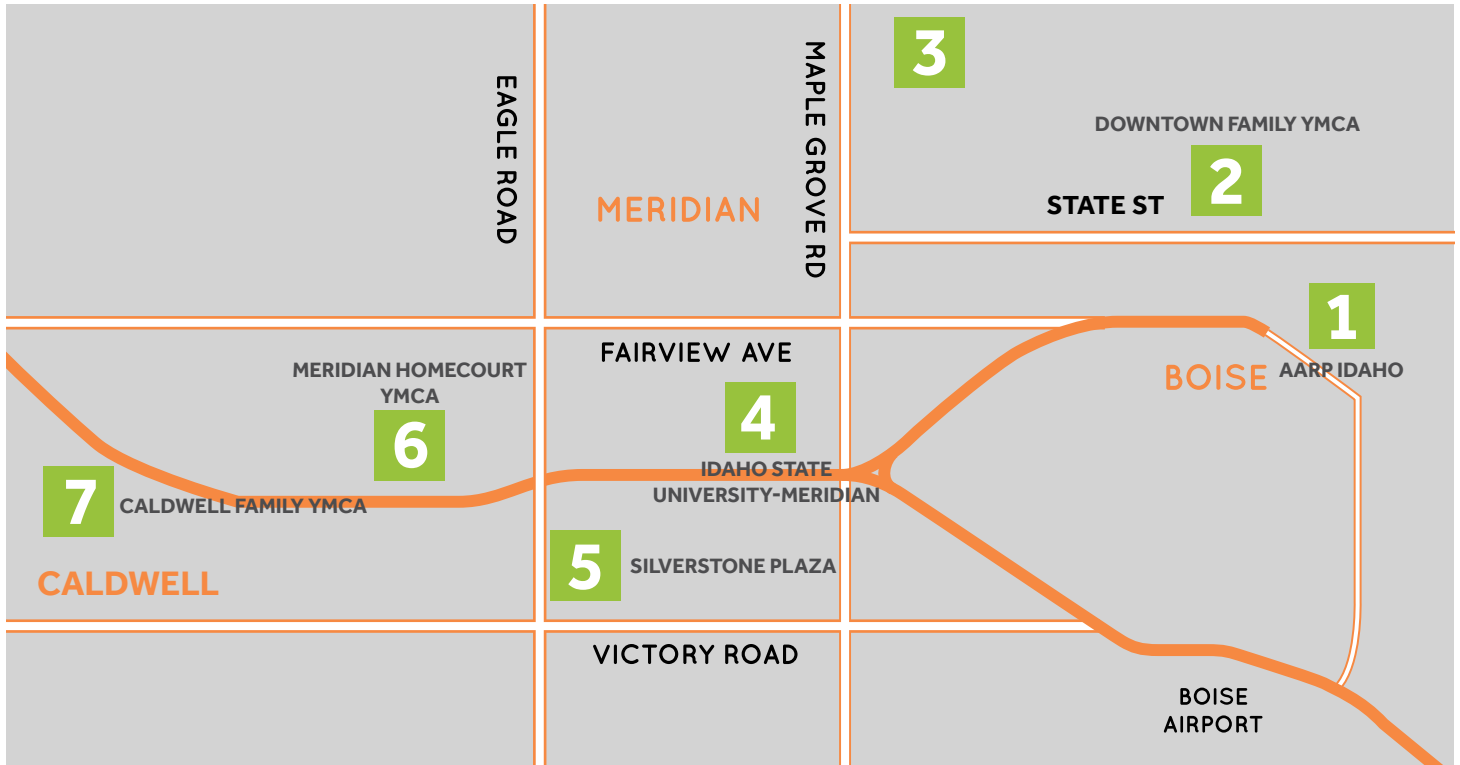 3
EAGLE ROAD
MAPLE GROVE RD
DOWNTOWN FAMILY YMCA
2
STATE ST
MERIDIAN
1
AARP IDAHO
BOISE
FAIRVIEW AVE
MERIDIAN HOMECOURT
YMCA
6
4
IDAHO STATE
UNIVERSITY-MERIDIAN
7
CALDWELL FAMILY YMCA
5
SILVERSTONE PLAZA
CALDWELL
VICTORY ROAD
BOISE
AIRPORT